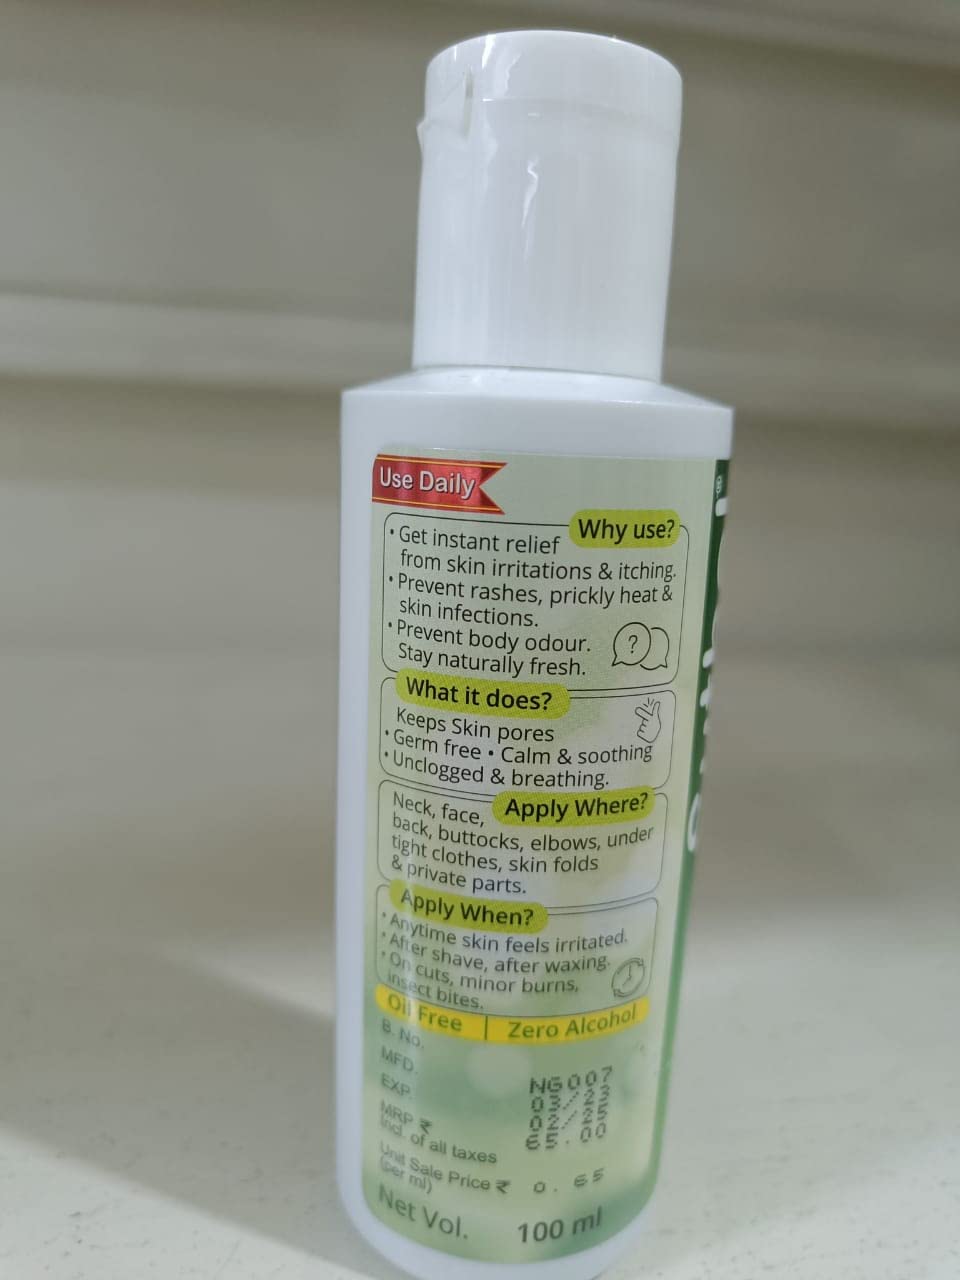 Use Daily
Why use?
• Get instant relief
from skin irritations & itching.
• Prevent rashes, prickly heat &
skin infections.
• Prevent body odour.
Stay naturally fresh.
?
What it does?
Keeps Skin pores
• Germ free • Calm & soothing
• Unclogged & breathing.
Apply Where?
Neck, face,
back, buttocks, elbows, under
tight clothes, skin folds
& private parts.
Apply When?
• Anytime skin feels irritated.
• After shave, after waxing.
• On cuts, minor burns,
insect bites.
Oil Free | Zero Alcohol
B. No. NG007
MFD. 03/23
EXP. 02/25
MRP ₹ 65.00
Incl. of all taxes
Unit Sale Price ₹ 0.65
(per ml)
Net Vol. 100 ml